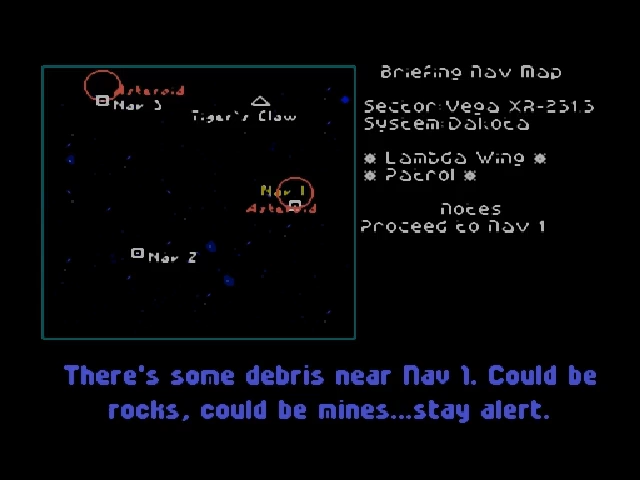 Briefing Nav Map
Asteroid
Nav 3
Tiger's Claw
Sector:Vega XR-2313
System:Dakota
* Lambda Wing *
* Patrol *
Nav 1
Asteroid
Notes
Proceed to Nav 1
Nav 2
There's some debris near Nav 1. Could be
rocks, could be mines...stay alert.